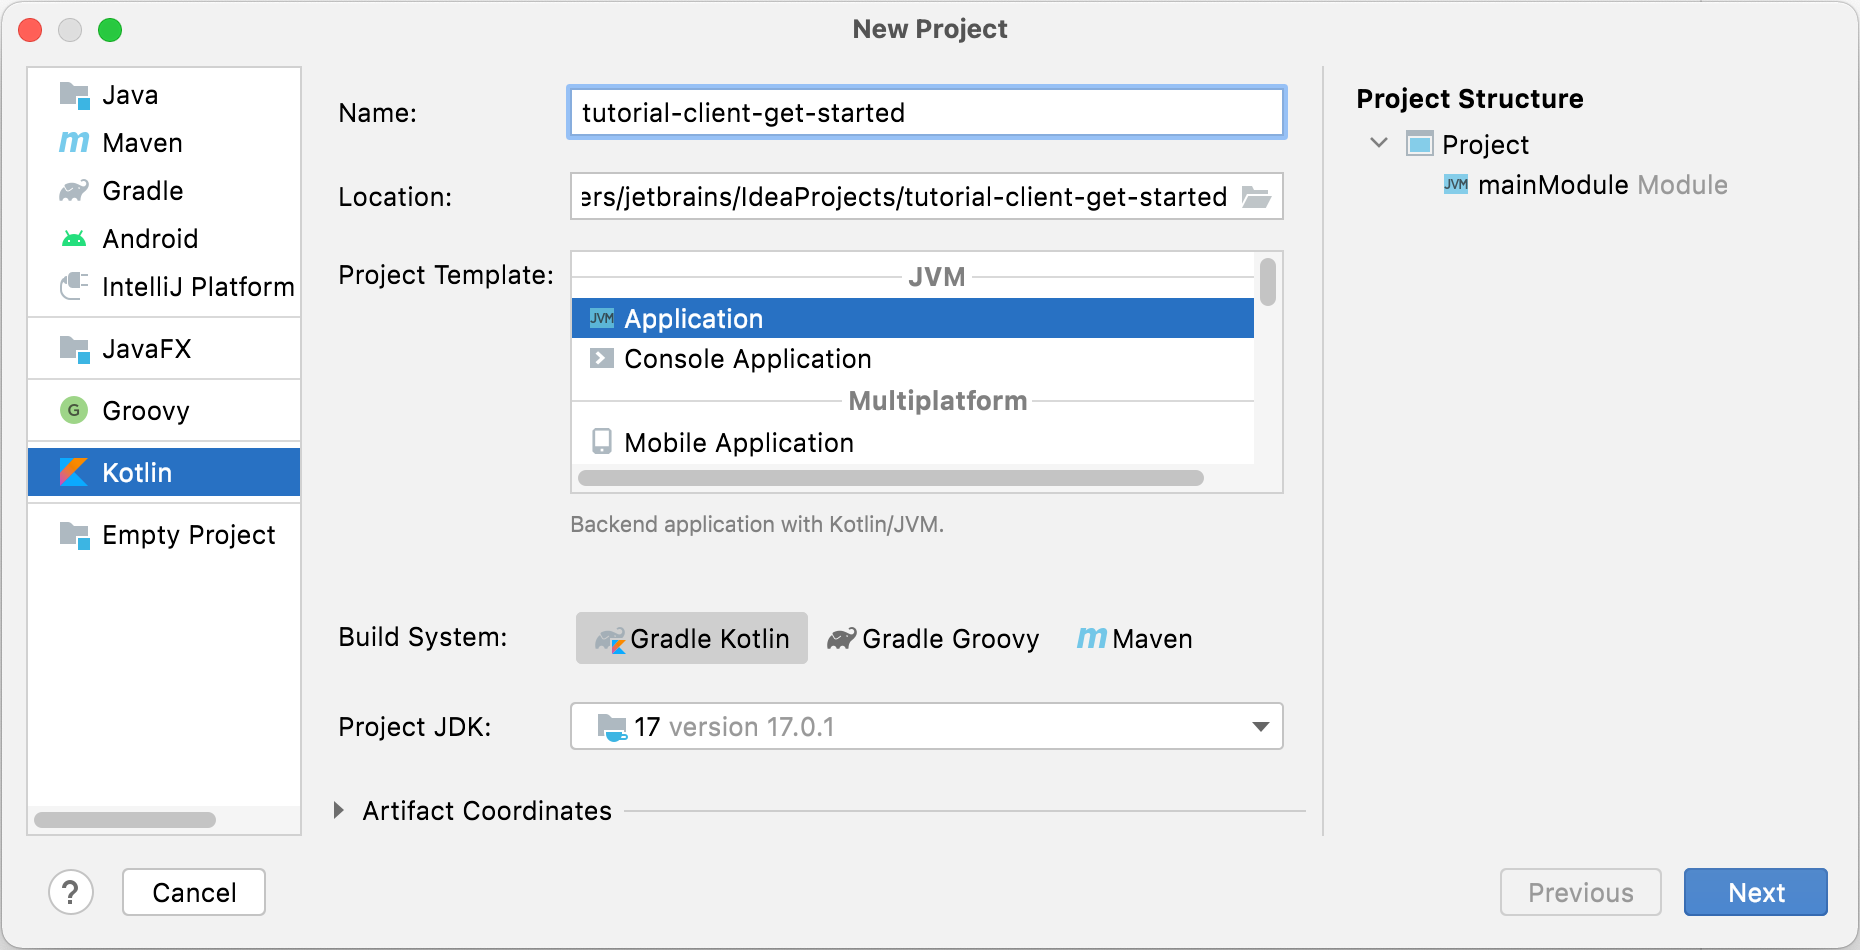 New Project
Java
Maven
Gradle
Android
IntelliJ Platform
JavaFX
G Groovy
Kotlin
Empty Project
Name: tutorial-client-get-started
Location: ers/jetbrains/IdeaProjects/tutorial-client-get-started
Project Template:
JVM
JVM Application
Console Application
Multiplatform
Mobile Application
Backend application with Kotlin/JVM.
Build System: Gradle Kotlin Gradle Groovy m Maven
Project JDK: 17 version 17.0.1
Artifact Coordinates
Project Structure
Project
JVM mainModule Module
? Cancel Previous Next